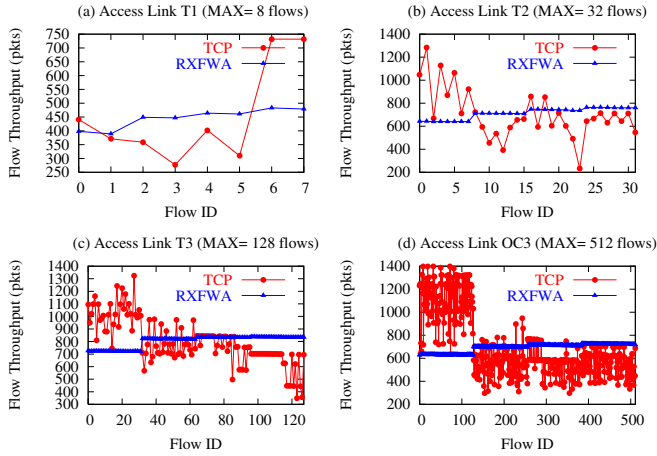 (a) Access Link T1 (MAX= 8 flows)
Flow Throughput (pkts)
750
700
650
600
550
500
450
400
350
300
250
TCP
RXFWA
0 1 2 3 4 5 6 7
Flow ID
(b) Access Link T2 (MAX= 32 flows)
Flow Throughput (pkts)
1400
1200
1000
800
600
400
200
TCP
RXFWA
0 5 10 15 20 25 30
Flow ID
(c) Access Link T3 (MAX= 128 flows)
Flow Throughput (pkts)
1400
1300
1200
1100
1000
900
800
700
600
500
400
300
TCP
RXFWA
0 20 40 60 80 100 120
Flow ID
(d) Access Link OC3 (MAX= 512 flows)
Flow Throughput (pkts)
1400
1200
1000
800
600
400
200
TCP
RXFWA
0 100 200 300 400 500
Flow ID